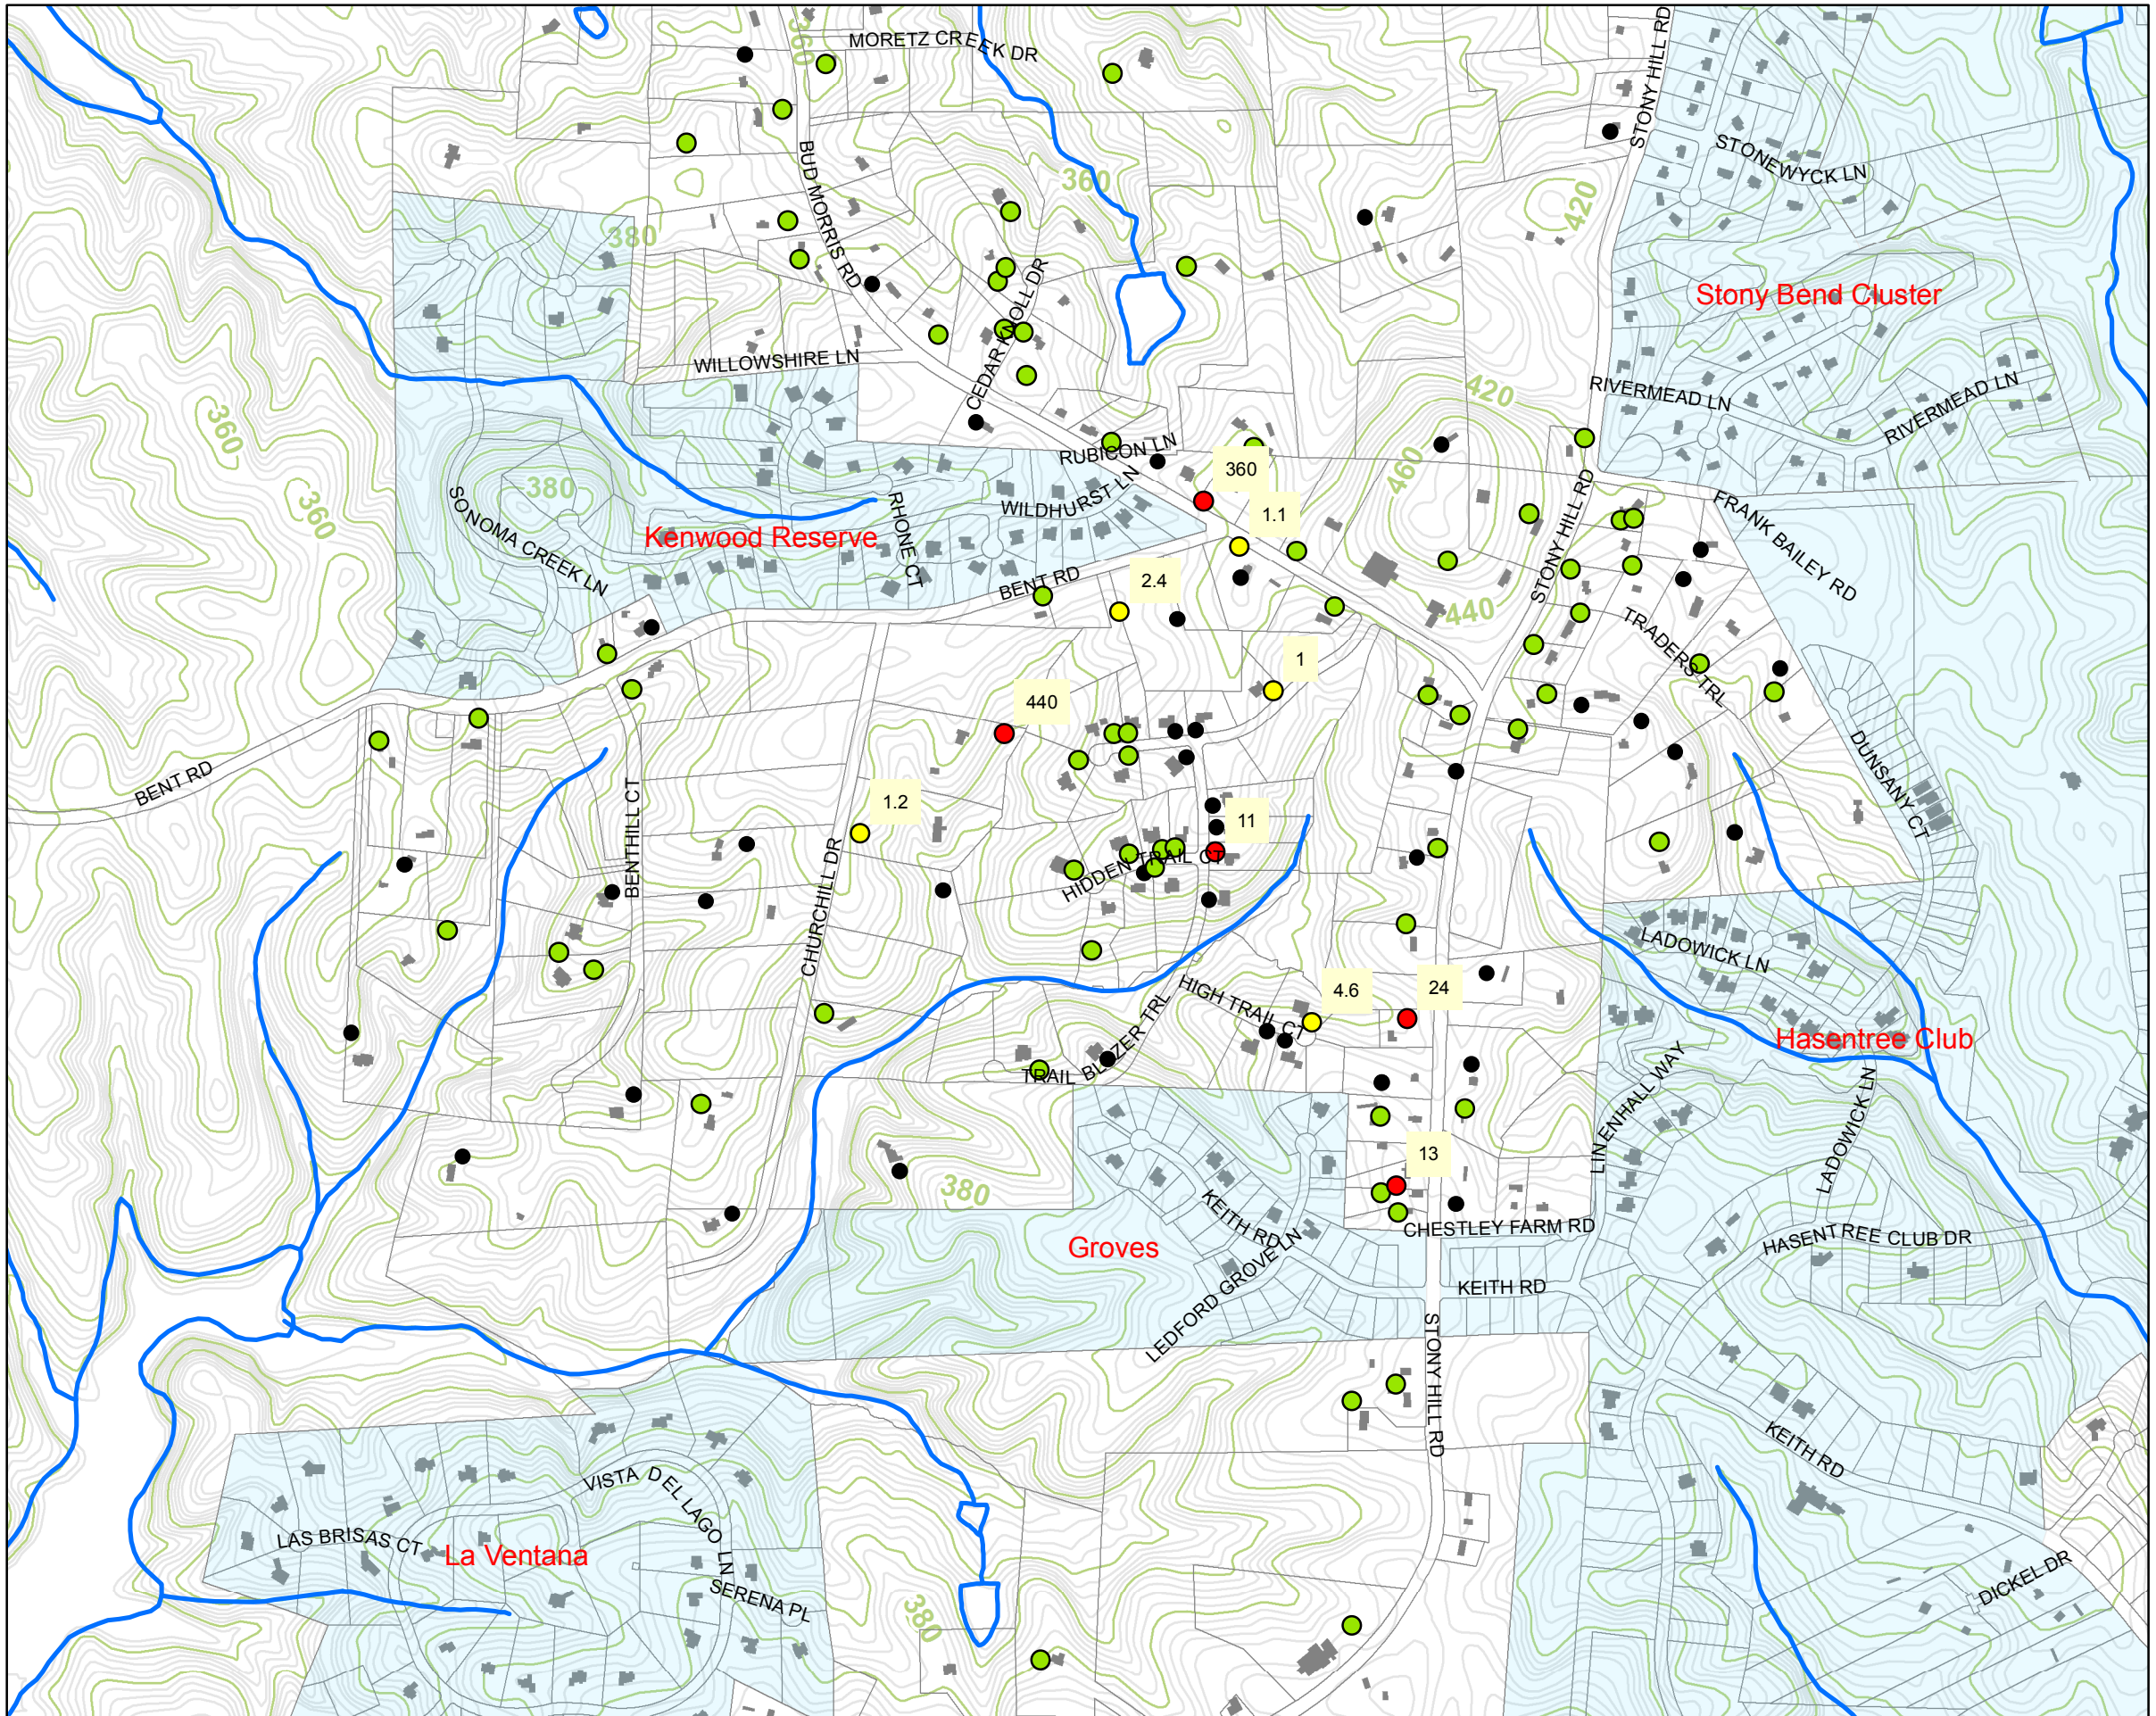 MORETZ CREEK DR
360
STONY HILL RD
STONEWYCK LN
BUD MORRIS RD
360
420
380
CEDAR KNOLL DR
Stony Bend Cluster
WILLOWSHIRE LN
RIVERMEAD LN
RIVERMEAD LN
420
360
RUBICON LN
360
460
380
SONOMA CREEK LN
WILDHURST LN
RHONE CT
Kenwood Reserve
360
1.1
STONY HILL RD
FRANK BAILEY RD
BENT RD
2.4
440
TRADERS TRL
1
440
BENT RD
DUNSANY CT
1.2
11
BENTHILL CT
CHURCHILL DR
HIDDEN TRAIL CT
LADOWICK LN
HIGH TRAIL CT
4.6
24
Hasentree Club
TRAIL BLAZER TRL
LINENHALL WAY
LADOWICK LN
13
380
KEITH RD
CHESTLEY FARM RD
HASENTREE CLUB DR
Groves
LEDFORD GROVE LN
KEITH RD
STONY HILL RD
KEITH RD
VISTA DEL LAGO LN
LAS BRISAS CT
La Ventana
SERENA PL
DICKEL DR
380